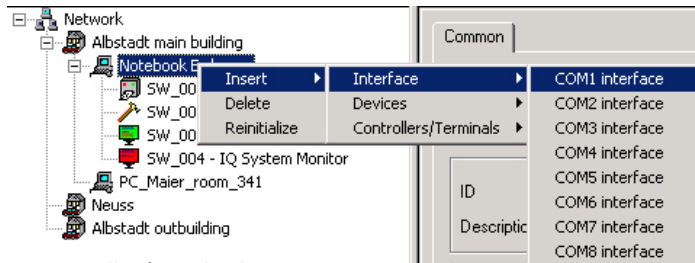 Network
Albstadt main building
Common
Notebook
Insert
Interface
COM1 interface
SW_00
Delete
Devices
COM2 interface
SW_00
Reinitialize
Controllers/Terminals
COM3 interface
SW_00
COM4 interface
SW_004 - IQ System Monitor
COM5 interface
PC_Maier_room_341
ID
COM6 interface
Neuss
Albstadt outbuilding
Descriptio
COM7 interface
COM8 interface